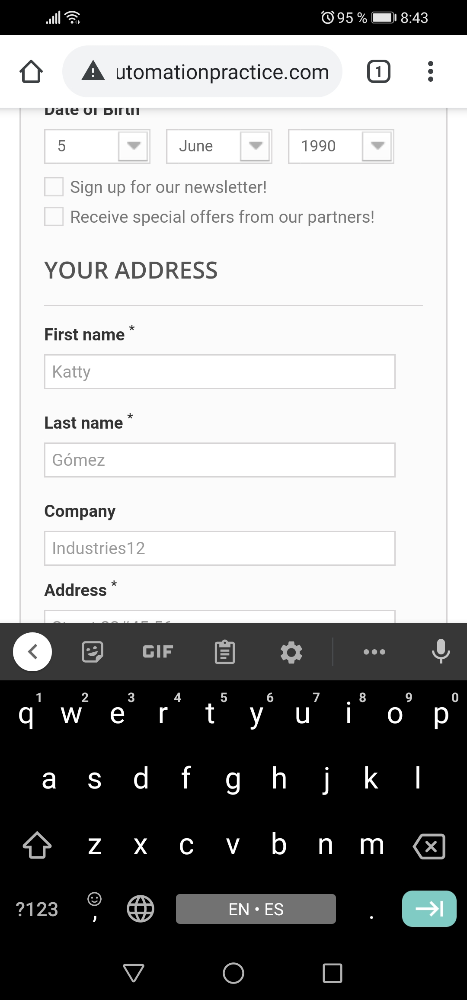 95 % 8:43
utomationpractice.com 1
Date of Birth
5 June 1990
Sign up for our newsletter!
Receive special offers from our partners!
YOUR ADDRESS
First name *
Katty
Last name *
Gómez
Company
Industries12
Address *
GIF
1 2 3 4 5 6 7 8 9 0
q w e r t y u i o p
a s d f g h j k l
z x c v b n m
?123 , EN • ES .